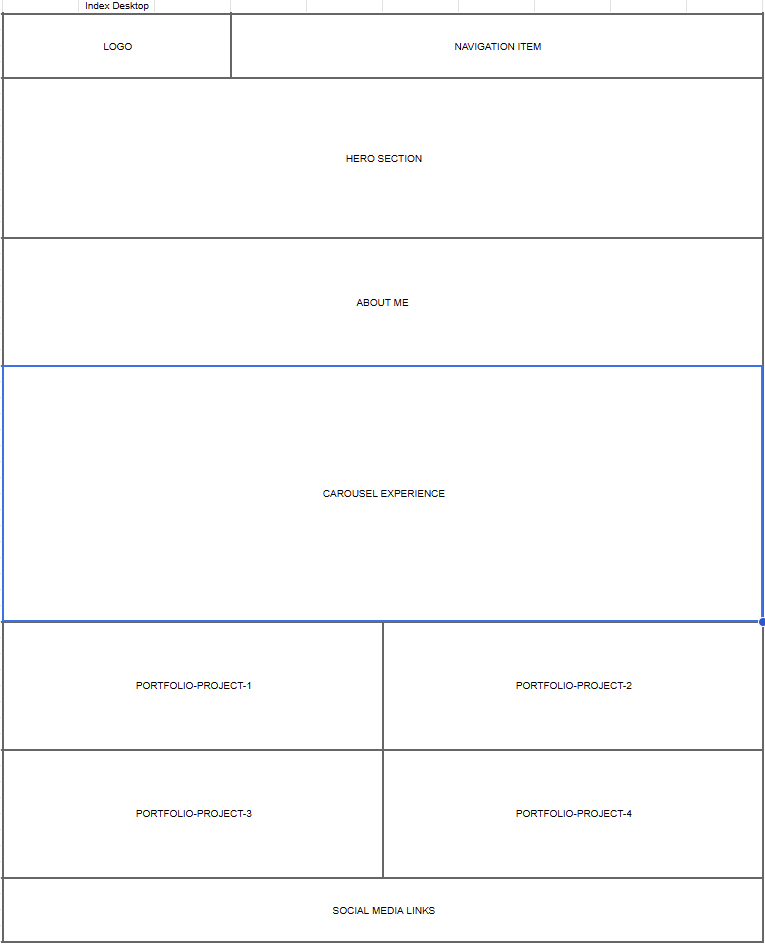 Index Desktop
LOGO
NAVIGATION ITEM
HERO SECTION
ABOUT ME
CAROUSEL EXPERIENCE
PORTFOLIO-PROJECT-1
PORTFOLIO-PROJECT-2
PORTFOLIO-PROJECT-3
PORTFOLIO-PROJECT-4
SOCIAL MEDIA LINKS